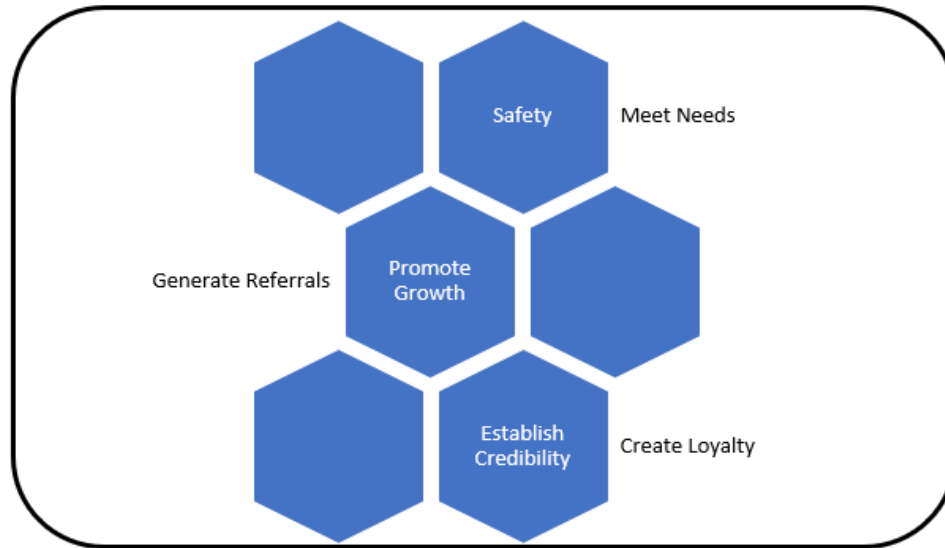 Safety
Meet Needs
Generate Referrals
Promote
Growth
Establish
Credibility
Create Loyalty